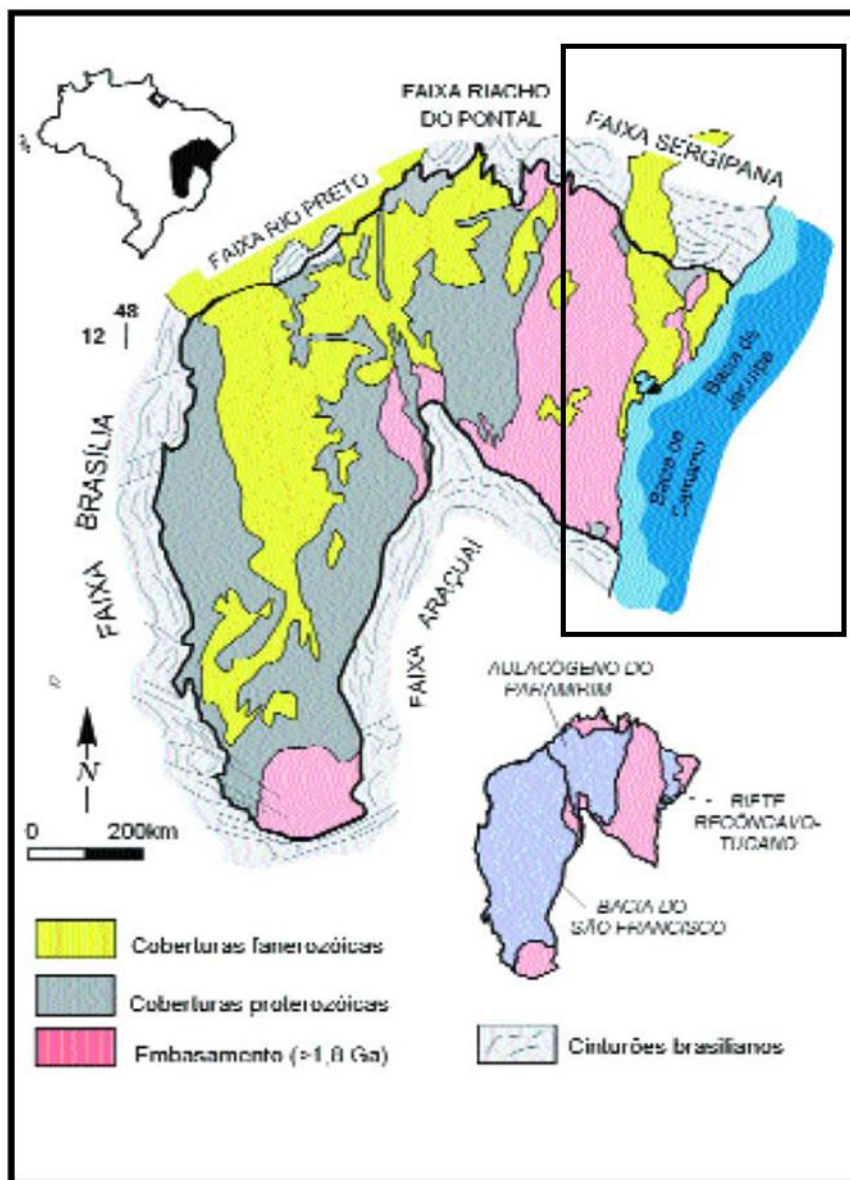 FAIXA RIACHO
DO PONTAL
FAIXA SERGIPANA
FAIXA RIO PRETO
48
12
FAIXA BRASÍLIA
Bacia de
Jacuípe
Bacia de
Camamu
FAIXA ARAÇUAÍ
N
0 200km
AULACÓGENO DO
PARAMIRIM
RIFTE
RECÔNCAVO-
TUCANO
BACIA DO
SÃO FRANCISCO
Coberturas fanerozóicas
Coberturas proterozóicas
Embasamento (>1,8 Ga)
Cinturões brasilianos